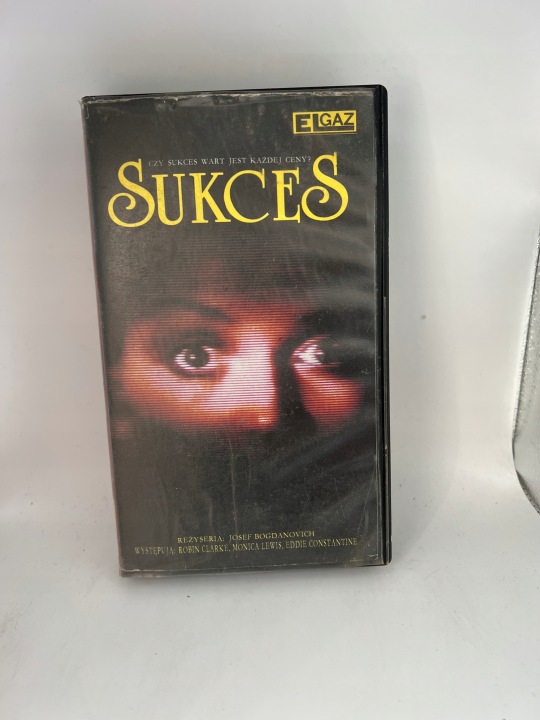 ELGAZ
CZY SUKCES WART JEST KAŻDEJ CENY?
SUKCES
REŻYSERIA: JOSEF BOGDANOVICH
WYSTĘPUJĄ: ROBIN CLARKE, MONICA LEWIS, EDDIE CONSTANTINE